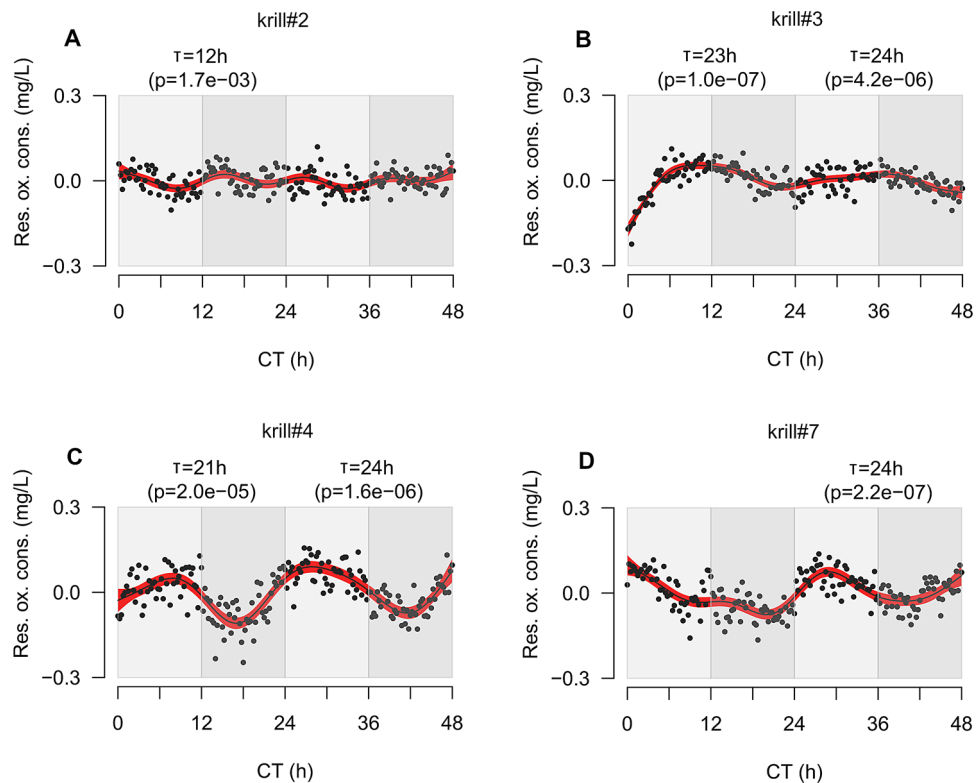 krill#2
A
τ=12h
(p=1.7e−03)
Res. ox. cons. (mg/L)
0.3
0.0
−0.3
0 12 24 36 48
CT (h)
krill#3
B
τ=23h
(p=1.0e−07)
τ=24h
(p=4.2e−06)
Res. ox. cons. (mg/L)
0.3
0.0
−0.3
0 12 24 36 48
CT (h)
krill#4
C
τ=21h
(p=2.0e−05)
τ=24h
(p=1.6e−06)
Res. ox. cons. (mg/L)
0.3
0.0
−0.3
0 12 24 36 48
CT (h)
krill#7
D
τ=24h
(p=2.2e−07)
Res. ox. cons. (mg/L)
0.3
0.0
−0.3
0 12 24 36 48
CT (h)